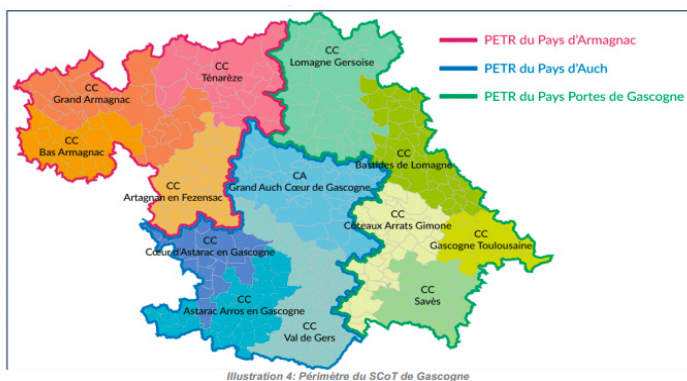 PETR du Pays d'Armagnac
PETR du Pays d'Auch
PETR du Pays Portes de Gascogne
CC
Lomagne Gersoise
CC
Ténarèze
CC
Grand Armagnac
CC
Bas Armagnac
CC
Bastides de Lomagne
CA
Grand Auch Cœur de Gascogne
CC
Artagnan en Fezensac
CC
Côteaux Arrats Gimone
CC
Gascogne Toulousaine
CC
Cœur d'Astarac en Gascogne
CC
Savès
CC
Astarac Arros en Gascogne
CC
Val de Gers
Illustration 4: Périmètre du SCoT de Gascogne